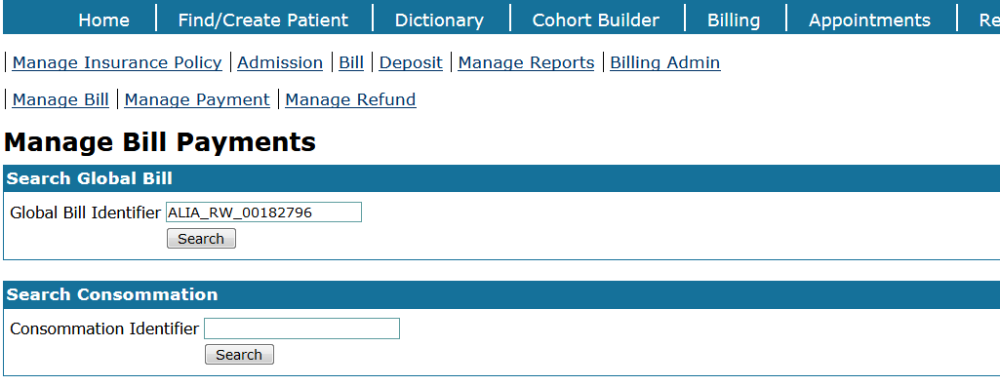 Home Find/Create Patient Dictionary Cohort Builder Billing Appointments Re
Manage Insurance Policy Admission Bill Deposit Manage Reports Billing Admin
Manage Bill Manage Payment Manage Refund
Manage Bill Payments
Search Global Bill
Global Bill Identifier ALIA_RW_00182796
Search
Search Consommation
Consommation Identifier
Search